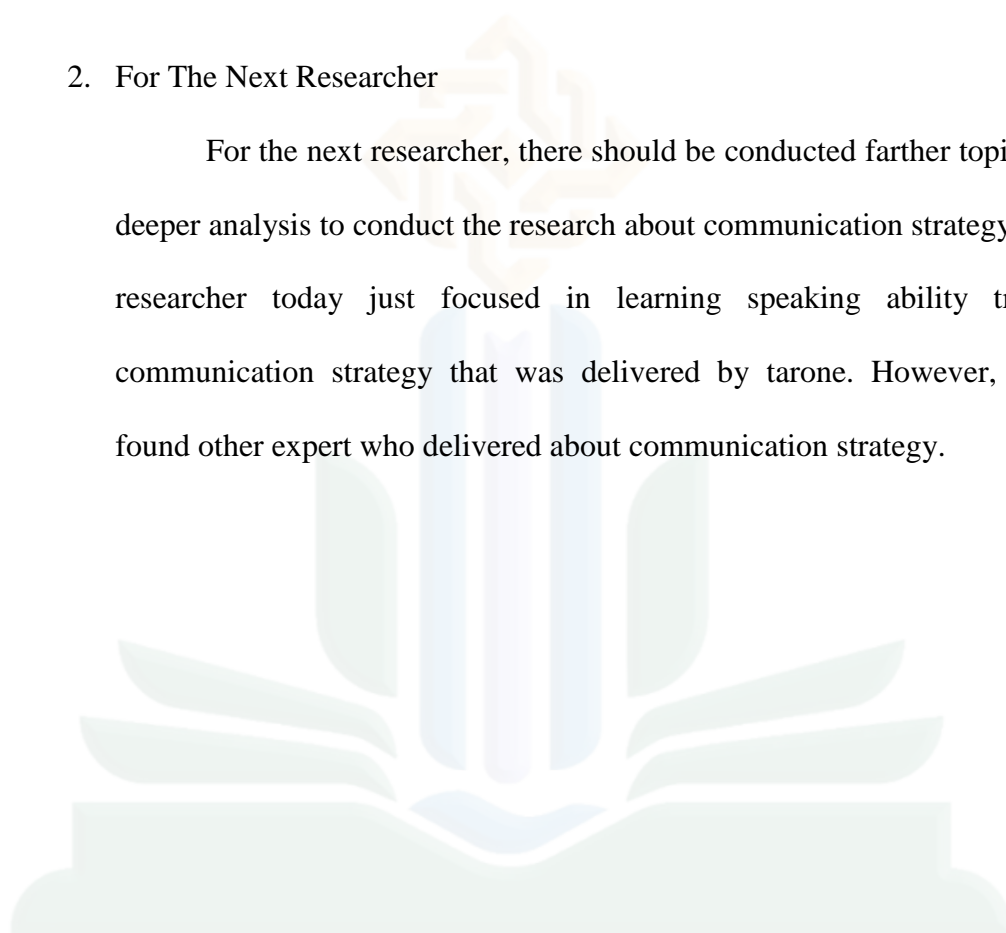 2. For The Next Researcher
For the next researcher, there should be conducted farther
deeper analysis to conduct the research about communication strategy
researcher today just focused in learning speaking ability
communication strategy that was delivered by tarone. However,
found other expert who delivered about communication strategy.